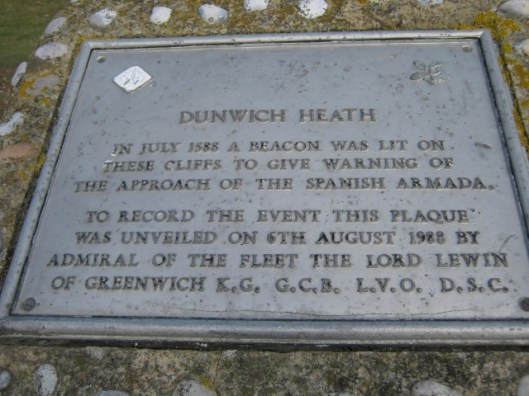 DUNWICH HEATH
IN JULY 1588 A BEACON WAS LIT ON
THESE CLIFFS TO GIVE WARNING OF
THE APPROACH OF THE SPANISH ARMADA.
TO RECORD THE EVENT THIS PLAQUE
WAS UNVEILED ON 6TH AUGUST 1988 BY
ADMIRAL OF THE FLEET THE LORD LEWIN
OF GREENWICH K.G. G.C.B. L.V.O. D.S.C.